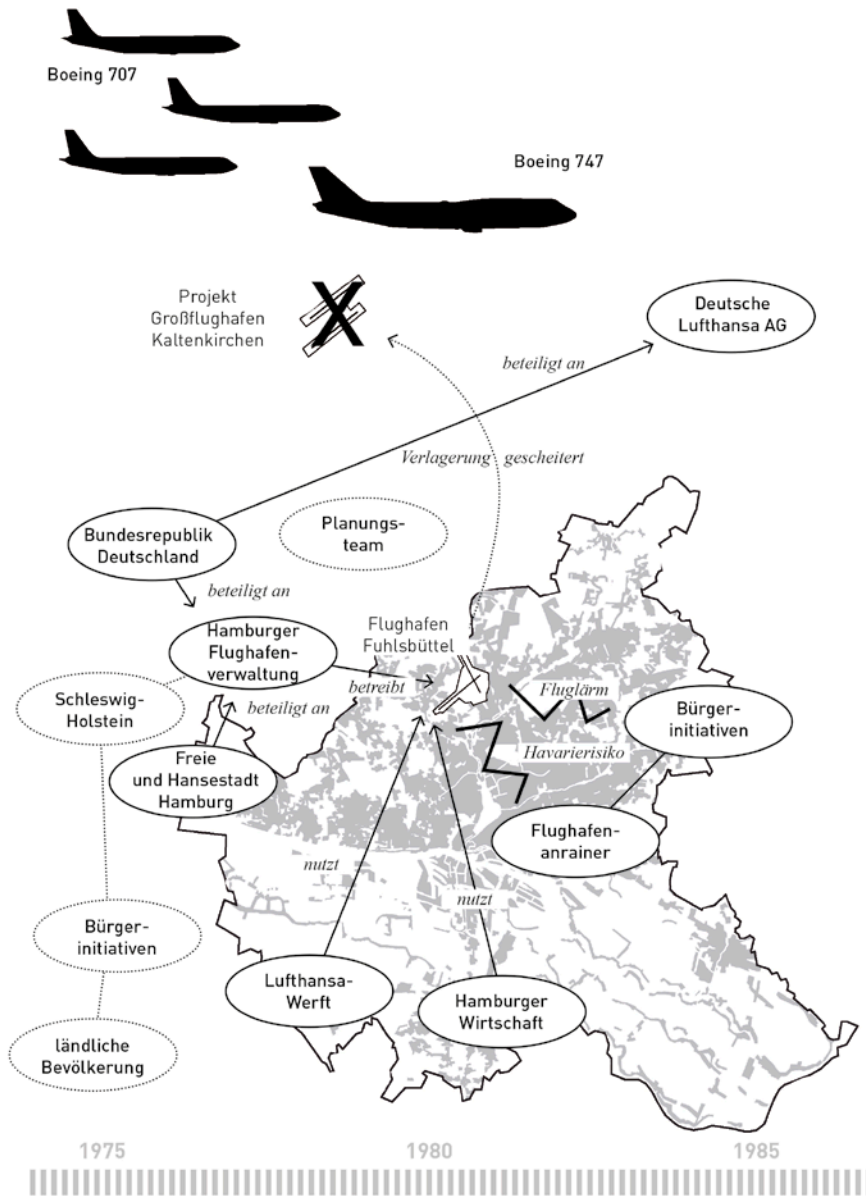 Boeing 707
Boeing 747
Projekt
Großflughafen
Kaltenkirchen
Deutsche
Lufthansa AG
beteiligt an
Verlagerung gescheitert
Bundesrepublik
Deutschland
Planungs-
team
beteiligt an
Hamburger
Flughafen-
verwaltung
Flughafen
Fuhlsbüttel
betreibt
Schleswig-
Holstein
beteiligt an
Fluglärm
Bürger-
initiativen
Havarierisiko
Freie
und Hansestadt
Hamburg
Flughafen-
anrainer
nutzt
nutzt
Bürger-
initiativen
Lufthansa-
Werft
Hamburger
Wirtschaft
ländliche
Bevölkerung
1975 1980 1985